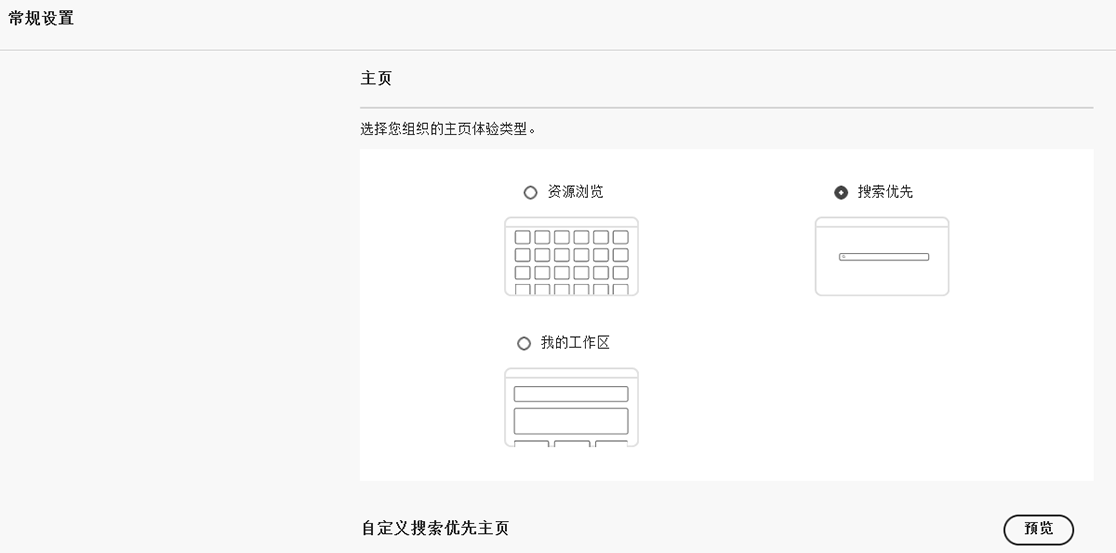 常规设置
主页
选择您组织的主页体验类型。
资源浏览
搜索优先
我的工作区
自定义搜索优先主页
预览